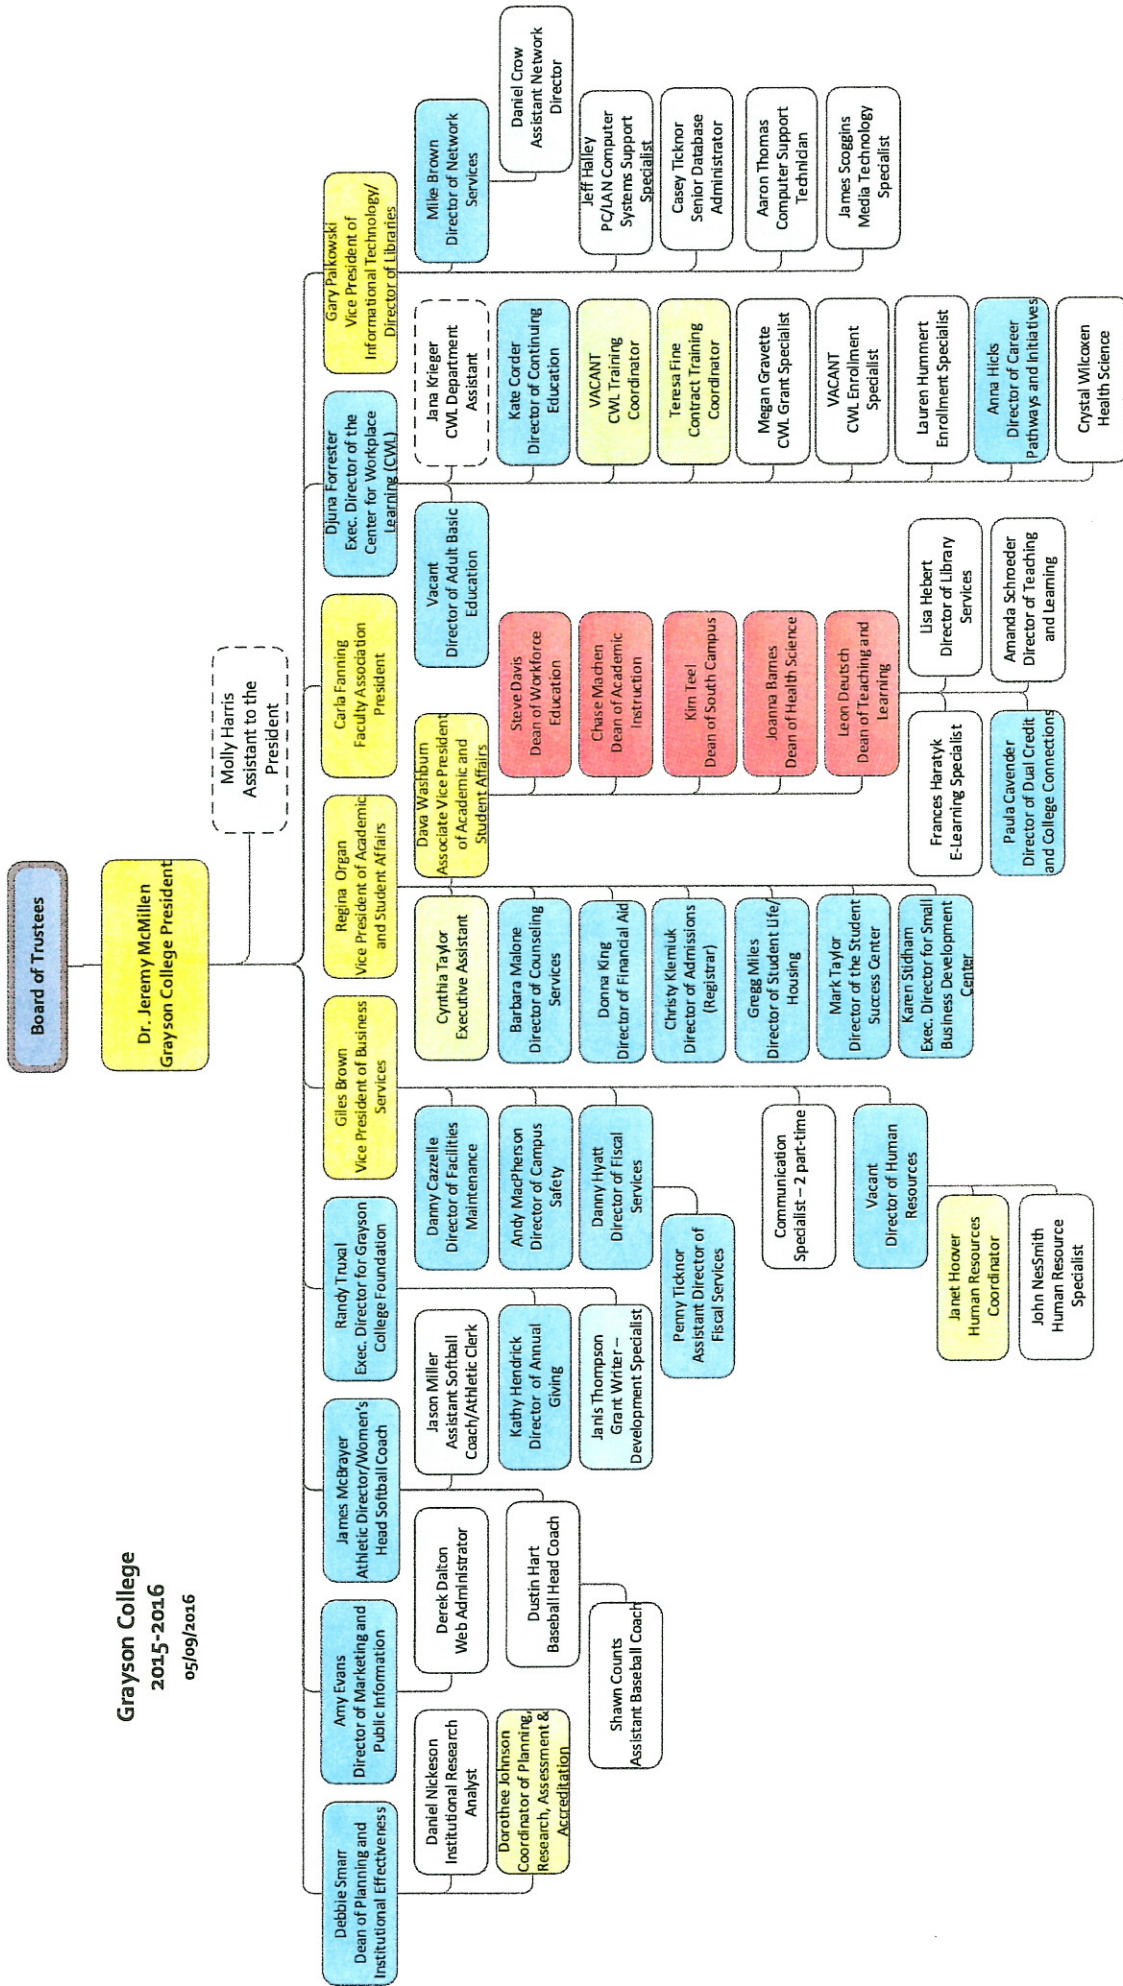 Grayson College
2015-2016
05/09/2016
Board of Trustees
Dr. Jeremy McMillen
Grayson College President
Molly Harris
Assistant to the
President
Debbie Smarr
Dean of Planning and
Institutional Effectiveness
Daniel Nickeson
Institutional Research
Analyst
Dorothee Johnson
Coordinator of Planning,
Research, Assessment &
Accreditation
Amy Evans
Director of Marketing and
Public Information
Derek Dalton
Web Administrator
James McBrayer
Athletic Director/Women's
Head Softball Coach
Jason Miller
Assistant Softball
Coach/Athletic Clerk
Dustin Hart
Baseball Head Coach
Shawn Counts
Assistant Baseball Coach
Randy Truxal
Exec. Director for Grayson
College Foundation
Kathy Hendrick
Director of Annual
Giving
Janis Thompson
Grant Writer –
Development Specialist
Giles Brown
Vice President of Business
Services
Danny Cazzelle
Director of Facilities
Maintenance
Andy MacPherson
Director of Campus
Safety
Danny Hyatt
Director of Fiscal
Services
Penny Ticknor
Assistant Director of
Fiscal Services
Communication
Specialist – 2 part-time
Vacant
Director of Human
Resources
Janet Hoover
Human Resources
Coordinator
John NesSmith
Human Resource
Specialist
Regina Organ
Vice President of Academic
and Student Affairs
Cynthia Taylor
Executive Assistant
Barbara Malone
Director of Counseling
Services
Donna King
Director of Financial Aid
Christy Klemiuk
Director of Admissions
(Registrar)
Gregg Miles
Director of Student Life/
Housing
Mark Taylor
Director of the Student
Success Center
Karen Stidham
Exec. Director for Small
Business Development
Center
Dava Washburn
Associate Vice President
of Academic and
Student Affairs
Steve Davis
Dean of Workforce
Education
Chase Machen
Dean of Academic
Instruction
Kim Teel
Dean of South Campus
Joanna Barnes
Dean of Health Science
Leon Deutsch
Dean of Teaching and
Learning
Frances Haratyk
E-Learning Specialist
Lisa Hebert
Director of Library
Services
Paula Cavender
Director of Dual Credit
and College Connections
Amanda Schroeder
Director of Teaching
and Learning
Carla Fanning
Faculty Association
President
Djuna Forrester
Exec. Director of the
Center for Workplace
Learning (CWL)
Vacant
Director of Adult Basic
Education
Jana Krieger
CWL Department
Assistant
Kate Corder
Director of Continuing
Education
VACANT
CWL Training
Coordinator
Teresa Fine
Contract Training
Coordinator
Megan Gravette
CWL Grant Specialist
VACANT
CWL Enrollment
Specialist
Lauren Hummert
Enrollment Specialist
Anna Hicks
Director of Career
Pathways and Initiatives
Crystal Wilcoxen
Health Science
Gary Paikowski
Vice President of
Informational Technology/
Director of Libraries
Mike Brown
Director of Network
Services
Daniel Crow
Assistant Network
Director
Jeff Halley
PC/LAN Computer
Systems Support
Specialist
Casey Ticknor
Senior Database
Administrator
Aaron Thomas
Computer Support
Technician
James Scoggins
Media Technology
Specialist